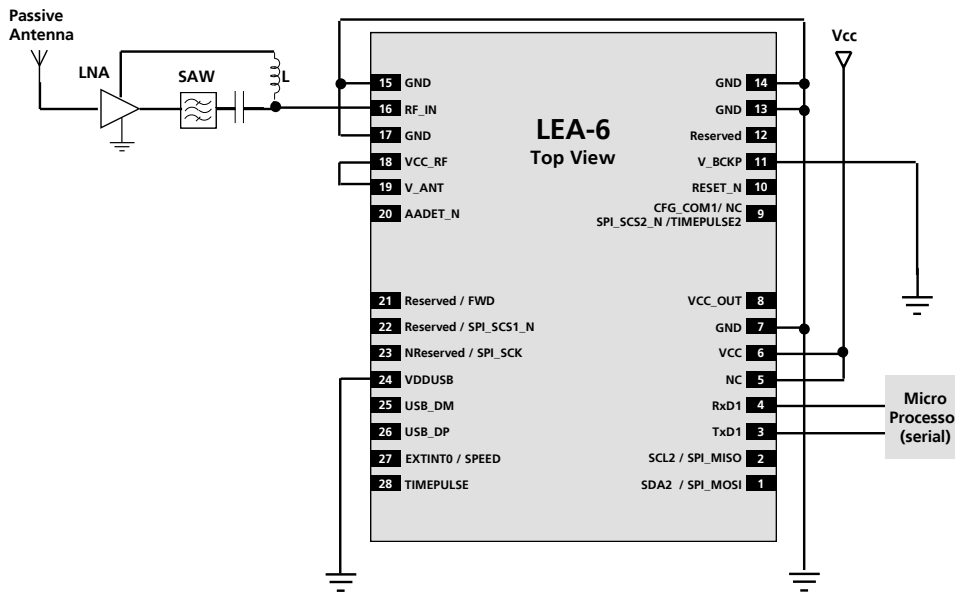 Passive
Antenna
LNA
SAW
L
Vcc
LEA-6
Top View
15 GND
16 RF_IN
17 GND
18 VCC_RF
19 V_ANT
20 AADET_N
21 Reserved / FWD
22 Reserved / SPI_SCS1_N
23 NReserved / SPI_SCK
24 VDDUSB
25 USB_DM
26 USB_DP
27 EXTINT0 / SPEED
28 TIMEPULSE
GND 14
GND 13
Reserved 12
V_BCKP 11
RESET_N 10
CFG_COM1/ NC
SPI_SCS2_N /TIMEPULSE2 9
VCC_OUT 8
GND 7
VCC 6
NC 5
RxD1 4
TxD1 3
SCL2 / SPI_MISO 2
SDA2 / SPI_MOSI 1
Micro
Processo
(serial)